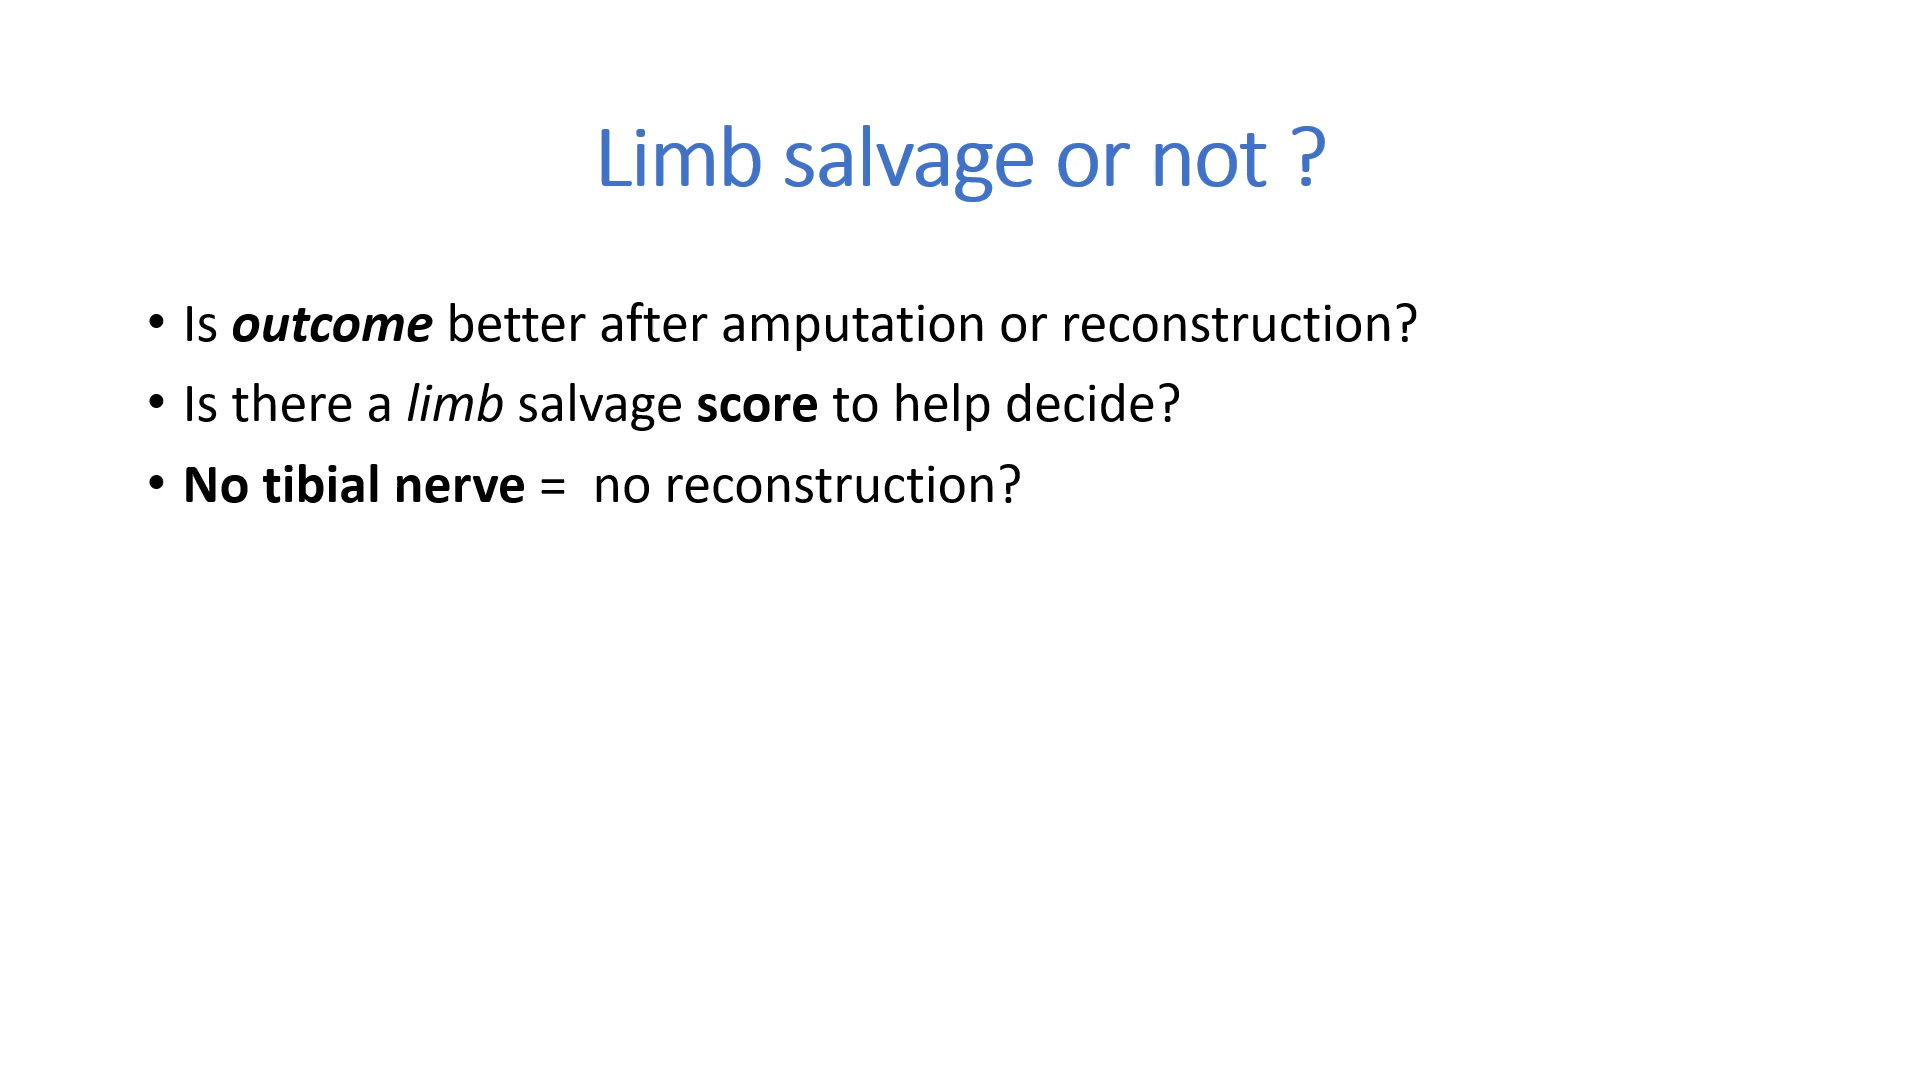 Limb salvage or not ?
• Is outcome better after amputation or reconstruction?
• Is there a limb salvage score to help decide?
• No tibial nerve =  no reconstruction?